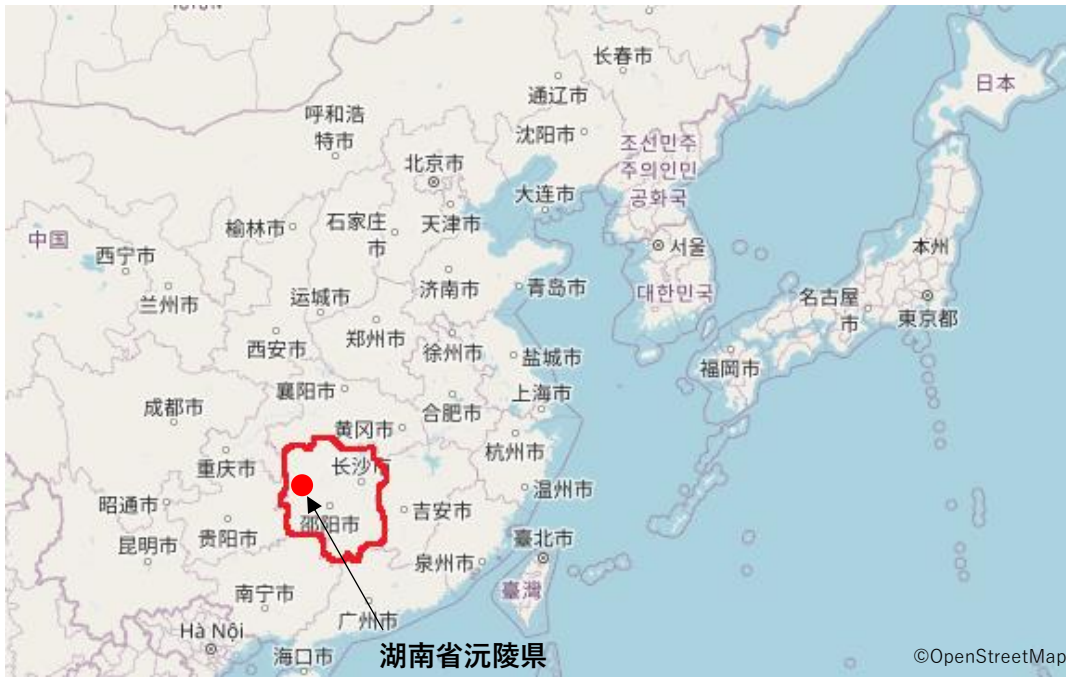 长春市
通辽市
呼和浩
特市
沈阳市
日本
조선민주
주의인민
공화국
北京市
大连市
石家庄
市
天津市
榆林市
中国
西宁市
서울
本州
兰州市
济南市
青岛市
대한민국
名古屋
市
运城市
東京都
郑州市
西安市
徐州市
盐城市
福岡市
襄阳市
上海市
成都市
合肥市
黄冈市
杭州市
重庆市
长沙市
温州市
昭通市
吉安市
邵阳市
贵阳市
昆明市
臺北市
泉州市
臺灣
南宁市
广州市
Hà Nội
海口市
湖南省沅陵県
©OpenStreetMap